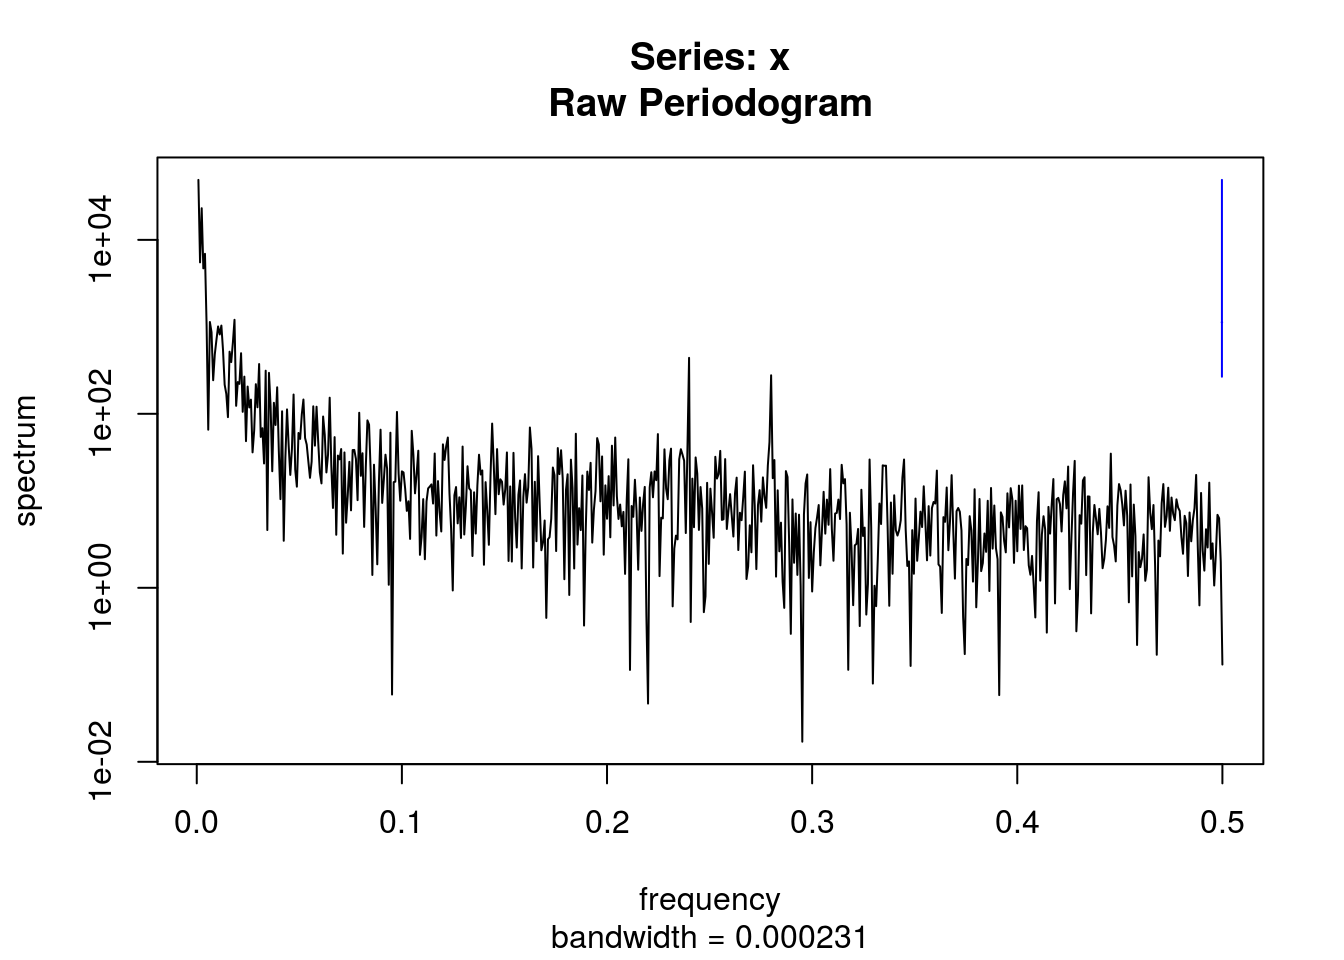 Series: x
Raw Periodogram
spectrum
1e+04
1e+02
1e+00
1e-02
0.0 0.1 0.2 0.3 0.4 0.5
frequency
bandwidth = 0.000231